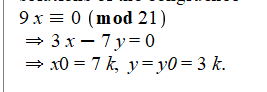 9 x ≡ 0 (mod 21)
⇒ 3 x − 7 y = 0
⇒ x0 = 7 k, y = y0 = 3 k.